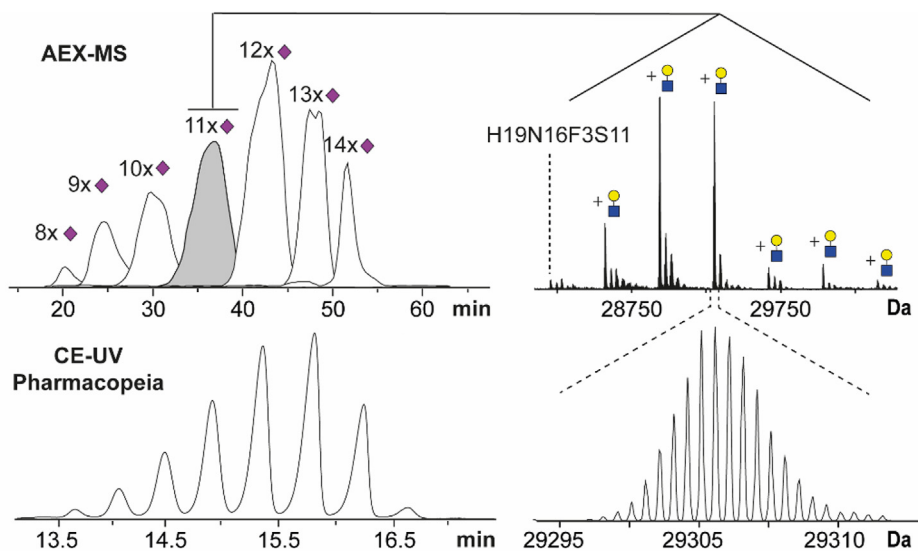 AEX-MS
8x
9x
10x
11x
12x
13x
14x
20 30 40 50 60 min
H19N16F3S11
+
+
+
+
+
+
28750 29750 Da
CE-UV
Pharmacopeia
13.5 14.5 15.5 16.5 min
29295 29305 29310 Da